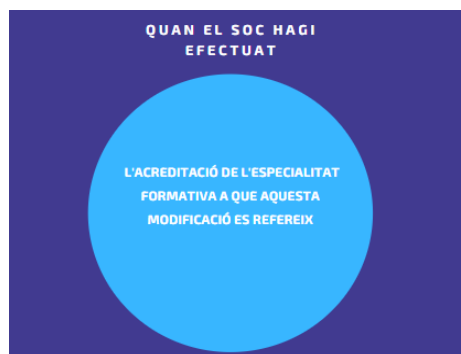 QUAN EL SOC HAGI
EFECTUAT
L'ACREDITACIÓ DE L'ESPECIALITAT
FORMATIVA A QUE AQUESTA
MODIFICACIÓ ES REFEREIX